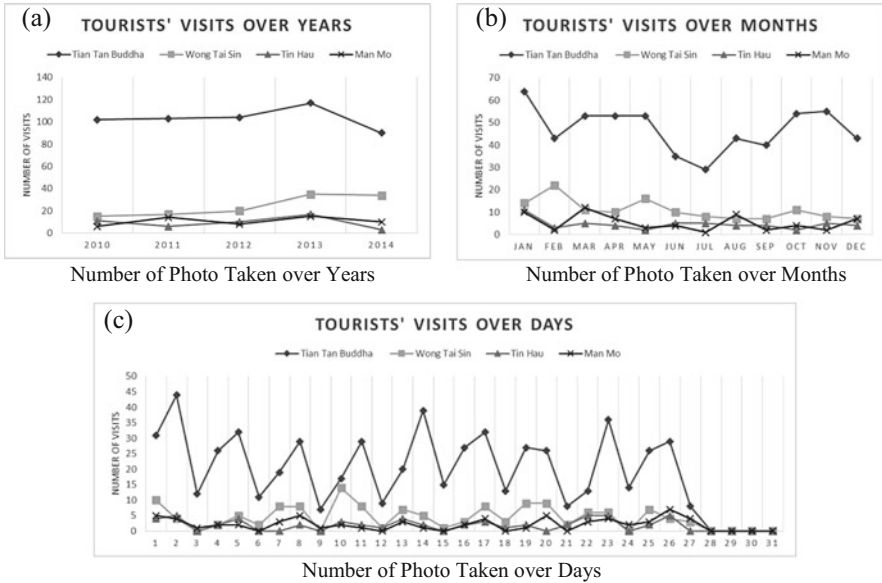 (a)
TOURISTS' VISITS OVER YEARS
Tian Tan Buddha Wong Tai Sin Tin Hau Man Mo
NUMBER OF VISITS
140
120
100
80
60
40
20
0
2010 2011 2012 2013 2014
Number of Photo Taken over Years
(b)
TOURISTS' VISITS OVER MONTHS
Tian Tan Buddha Wong Tai Sin Tin Hau Man Mo
NUMBER OF VISITS
70
60
50
40
30
20
10
0
JAN FEB MAR APR MAY JUN JUL AUG SEP OCT NOV DEC
Number of Photo Taken over Months
(c)
TOURISTS' VISITS OVER DAYS
Tian Tan Buddha Wong Tai Sin Tin Hau Man Mo
NUMBER OF VISITS
50
45
40
35
30
25
20
15
10
5
0
1 2 3 4 5 6 7 8 9 10 11 12 13 14 15 16 17 18 19 20 21 22 23 24 25 26 27 28 29 30 31
Number of Photo Taken over Days